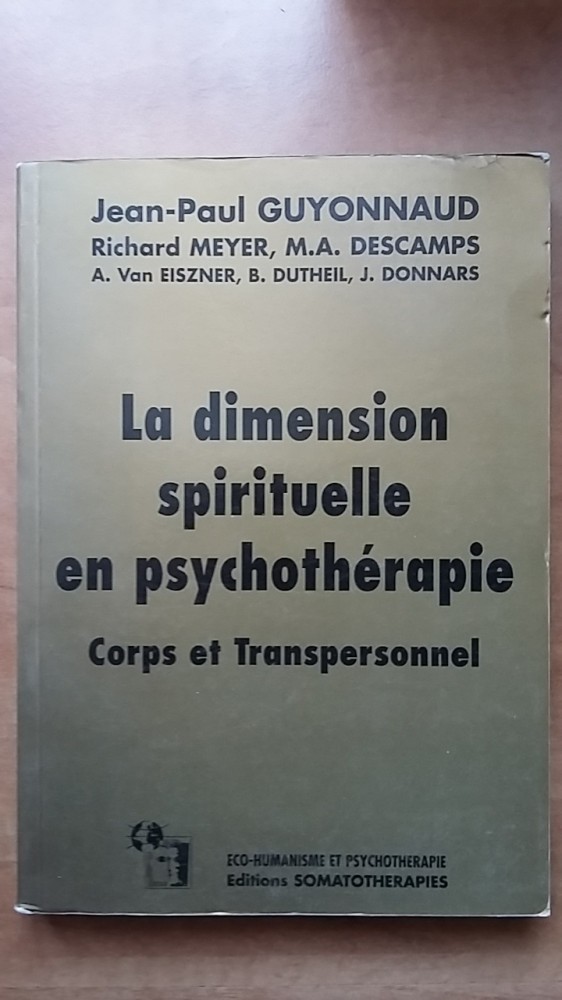 Jean-Paul GUYONNAUD
Richard MEYER, M.A. DESCAMPS
A. Van EISZNER, B. DUTHEIL, J. DONNARS
La dimension
spirituelle
en psychothérapie
Corps et Transpersonnel
ECO-HUMANISME ET PSYCHOTHERAPIE
Editions SOMATOTHERAPIES